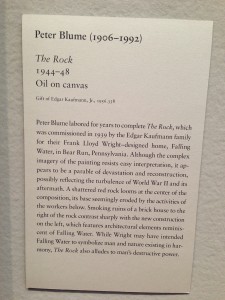 Peter Blume (1906–1992)
The Rock
1944–48
Oil on canvas
Gift of Edgar Kaufmann, Jr., 1956.338
Peter Blume labored for years to complete The Rock, which
was commissioned in 1939 by the Edgar Kaufmann family
for their Frank Lloyd Wright–designed home, Falling
Water, in Bear Run, Pennsylvania. Although the complex
imagery of the painting resists easy interpretation, it ap-
pears to be a parable of devastation and reconstruction,
possibly reflecting the turbulence of World War II and its
aftermath. A shattered red rock looms at the center of the
composition, its base seemingly eroded by the activities of
the workers below. Smoking ruins of a brick house to the
right of the rock contrast sharply with the new construction
on the left, which features architectural elements reminis-
cent of Falling Water. While Wright may have intended
Falling Water to symbolize man and nature existing in har-
mony, The Rock also alludes to man's destructive power.